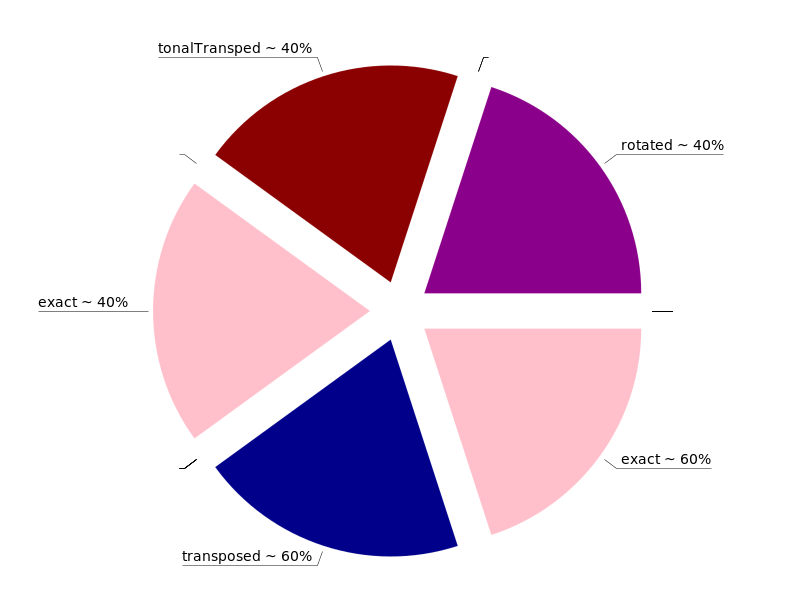 tonalTransped ~ 40%
rotated ~ 40%
exact ~ 40%
exact ~ 60%
transposed ~ 60%